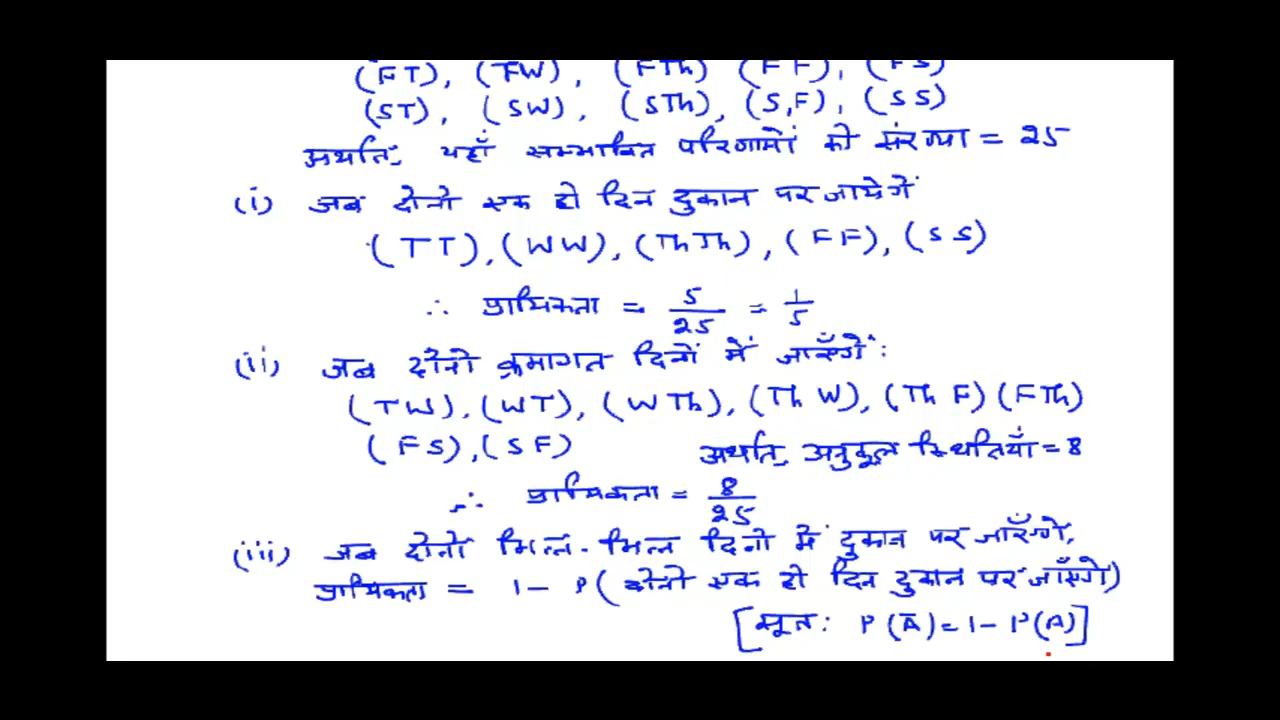 (FT), (FW), (FTh) (FF), (FS)
(ST), (SW), (STh), (S,F), (SS)
अर्थात्, यहाँ सम्भावित परिणामों की संख्या = 25
(i) जब दोनो एक ही दिन दुकान पर जायेगें
(TT), (WW), (ThTh), (FF), (SS)
∴ प्रायिकता = 5/25 = 1/5
(ii) जब दोनो क्रमागत दिनों में जाएँगे:
(TW), (WT), (WTh), (ThW), (ThF) (FTh)
(FS), (SF) अर्थात्, अनुकूल स्थितियाँ = 8
∴ प्रायिकता = 8/25
(iii) जब दोनो भिन्न-भिन्न दिनो में दुकान पर जाएँगे,
प्रायिकता = 1 - P(दोनो एक ही दिन दुकान पर जाएँगे)
[सूत्र: P(A̅) = 1 - P(A)]